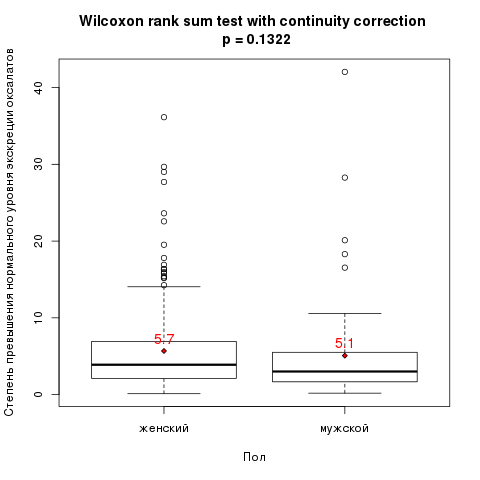 Wilcoxon rank sum test with continuity correction
p = 0.1322
Степень превышения нормального уровня экскреции оксалатов
40
30
20
10
0
5.7
5.1
женский
мужской
Пол